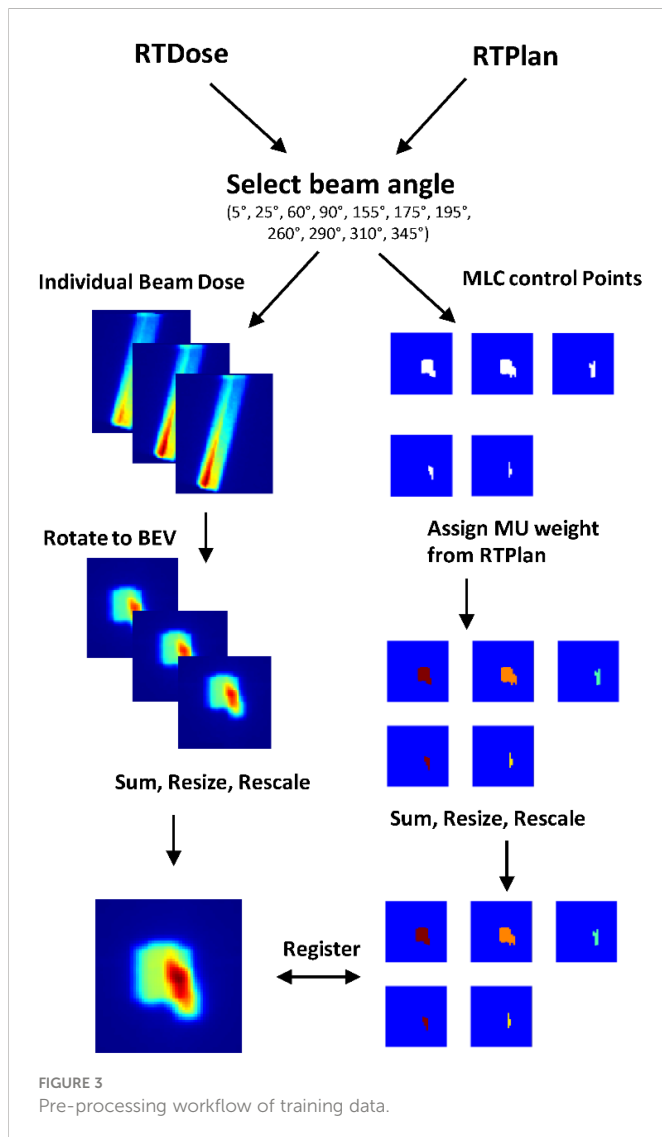 RTDose
RTPlan
Select beam angle
(5°, 25°, 60°, 90°, 155°, 175°, 195°,
260°, 290°, 310°, 345°)
Individual Beam Dose
MLC control Points
Rotate to BEV
Assign MU weight
from RTPlan
Sum, Resize, Rescale
Sum, Resize, Rescale
Register
FIGURE 3
Pre-processing workflow of training data.